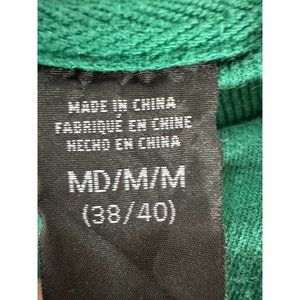 MADE IN CHINA
FABRIQUÉ EN CHINE
HECHO EN CHINA
MD/M/M
(38/40)